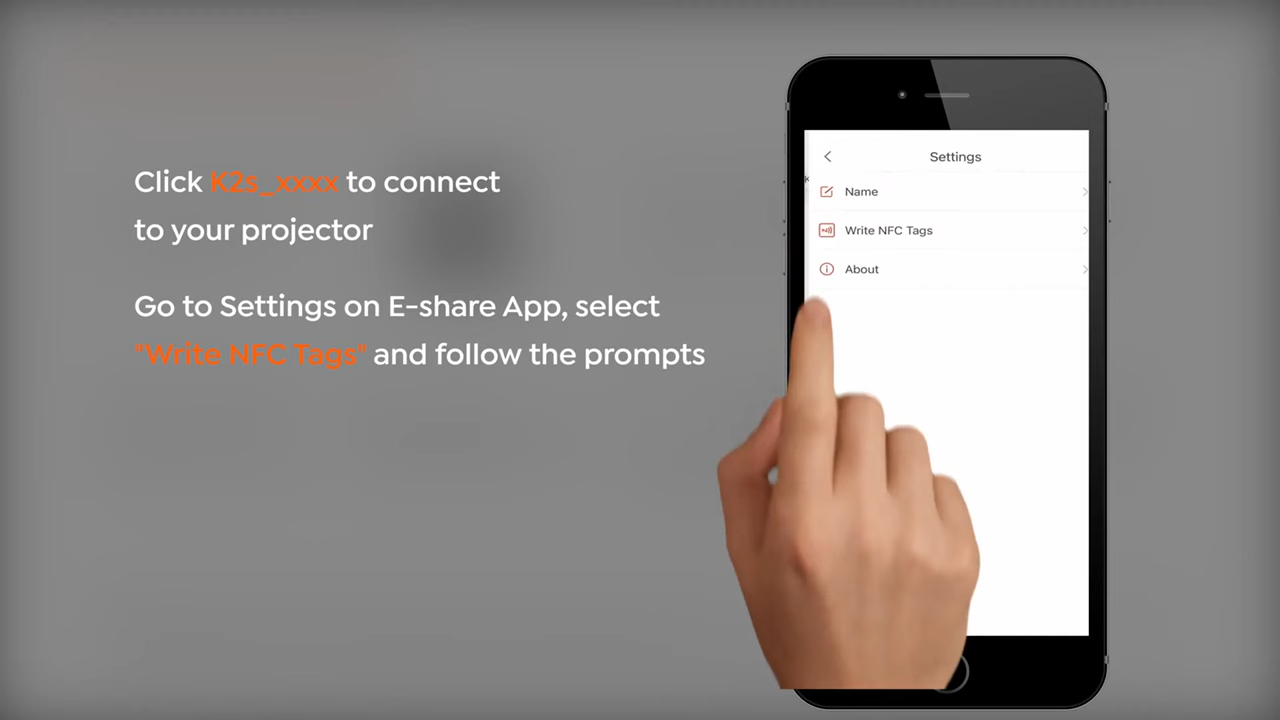 Click K2s_xxxx to connect
to your projector
Go to Settings on E-share App, select
"Write NFC Tags" and follow the prompts
Settings
Name
Write NFC Tags
About